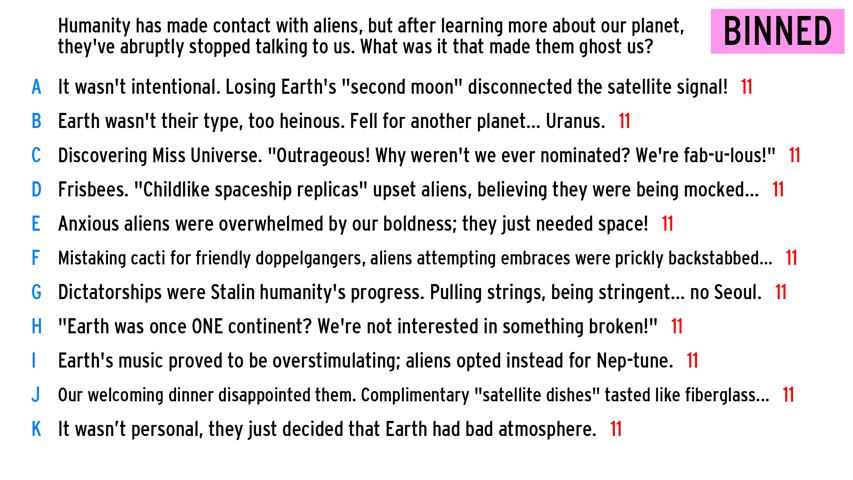 Humanity has made contact with aliens, but after learning more about our planet,
they've abruptly stopped talking to us. What was it that made them ghost us?
BINNED
A It wasn't intentional. Losing Earth's "second moon" disconnected the satellite signal! 11
B Earth wasn't their type, too heinous. Fell for another planet... Uranus. 11
C Discovering Miss Universe. "Outrageous! Why weren't we ever nominated? We're fab-u-lous!" 11
D Frisbees. "Childlike spaceship replicas" upset aliens, believing they were being mocked... 11
E Anxious aliens were overwhelmed by our boldness; they just needed space! 11
F Mistaking cacti for friendly doppelgangers, aliens attempting embraces were prickly backstabbed... 11
G Dictatorships were Stalin humanity's progress. Pulling strings, being stringent... no Seoul. 11
H "Earth was once ONE continent? We're not interested in something broken!" 11
I Earth's music proved to be overstimulating; aliens opted instead for Nep-tune. 11
J Our welcoming dinner disappointed them. Complimentary "satellite dishes" tasted like fiberglass... 11
K It wasn’t personal, they just decided that Earth had bad atmosphere. 11